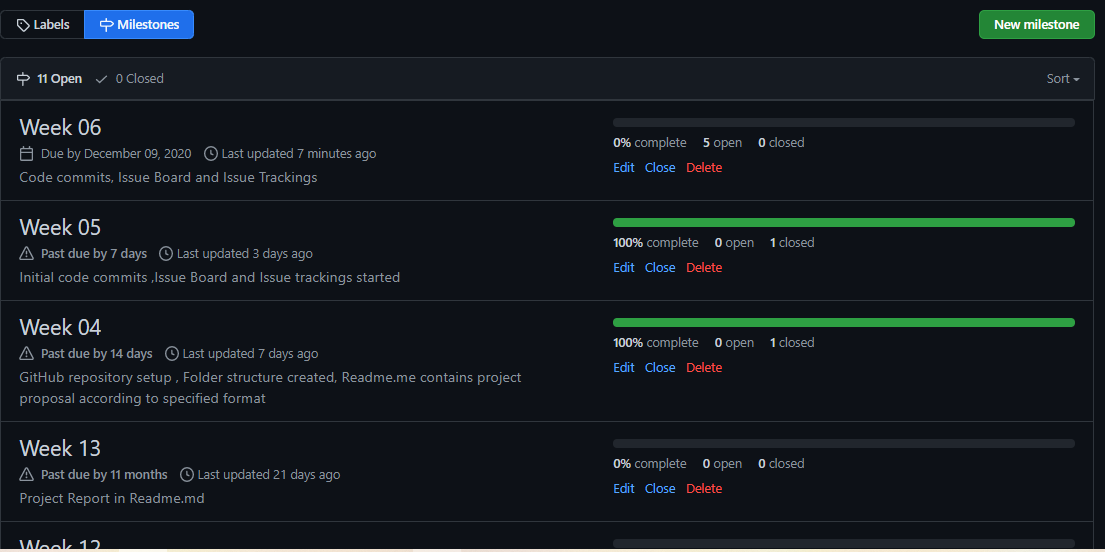 Labels Milestones New milestone
11 Open 0 Closed Sort
Week 06
0% complete 5 open 0 closed
Due by December 09, 2020 Last updated 7 minutes ago
Edit Close Delete
Code commits, Issue Board and Issue Trackings
Week 05
100% complete 0 open 1 closed
Past due by 7 days Last updated 3 days ago
Edit Close Delete
Initial code commits ,Issue Board and Issue trackings started
Week 04
100% complete 0 open 1 closed
Past due by 14 days Last updated 7 days ago
Edit Close Delete
GitHub repository setup , Folder structure created, Readme.me contains project
proposal according to specified format
Week 13
0% complete 0 open 0 closed
Past due by 11 months Last updated 21 days ago
Edit Close Delete
Project Report in Readme.md
Week 12